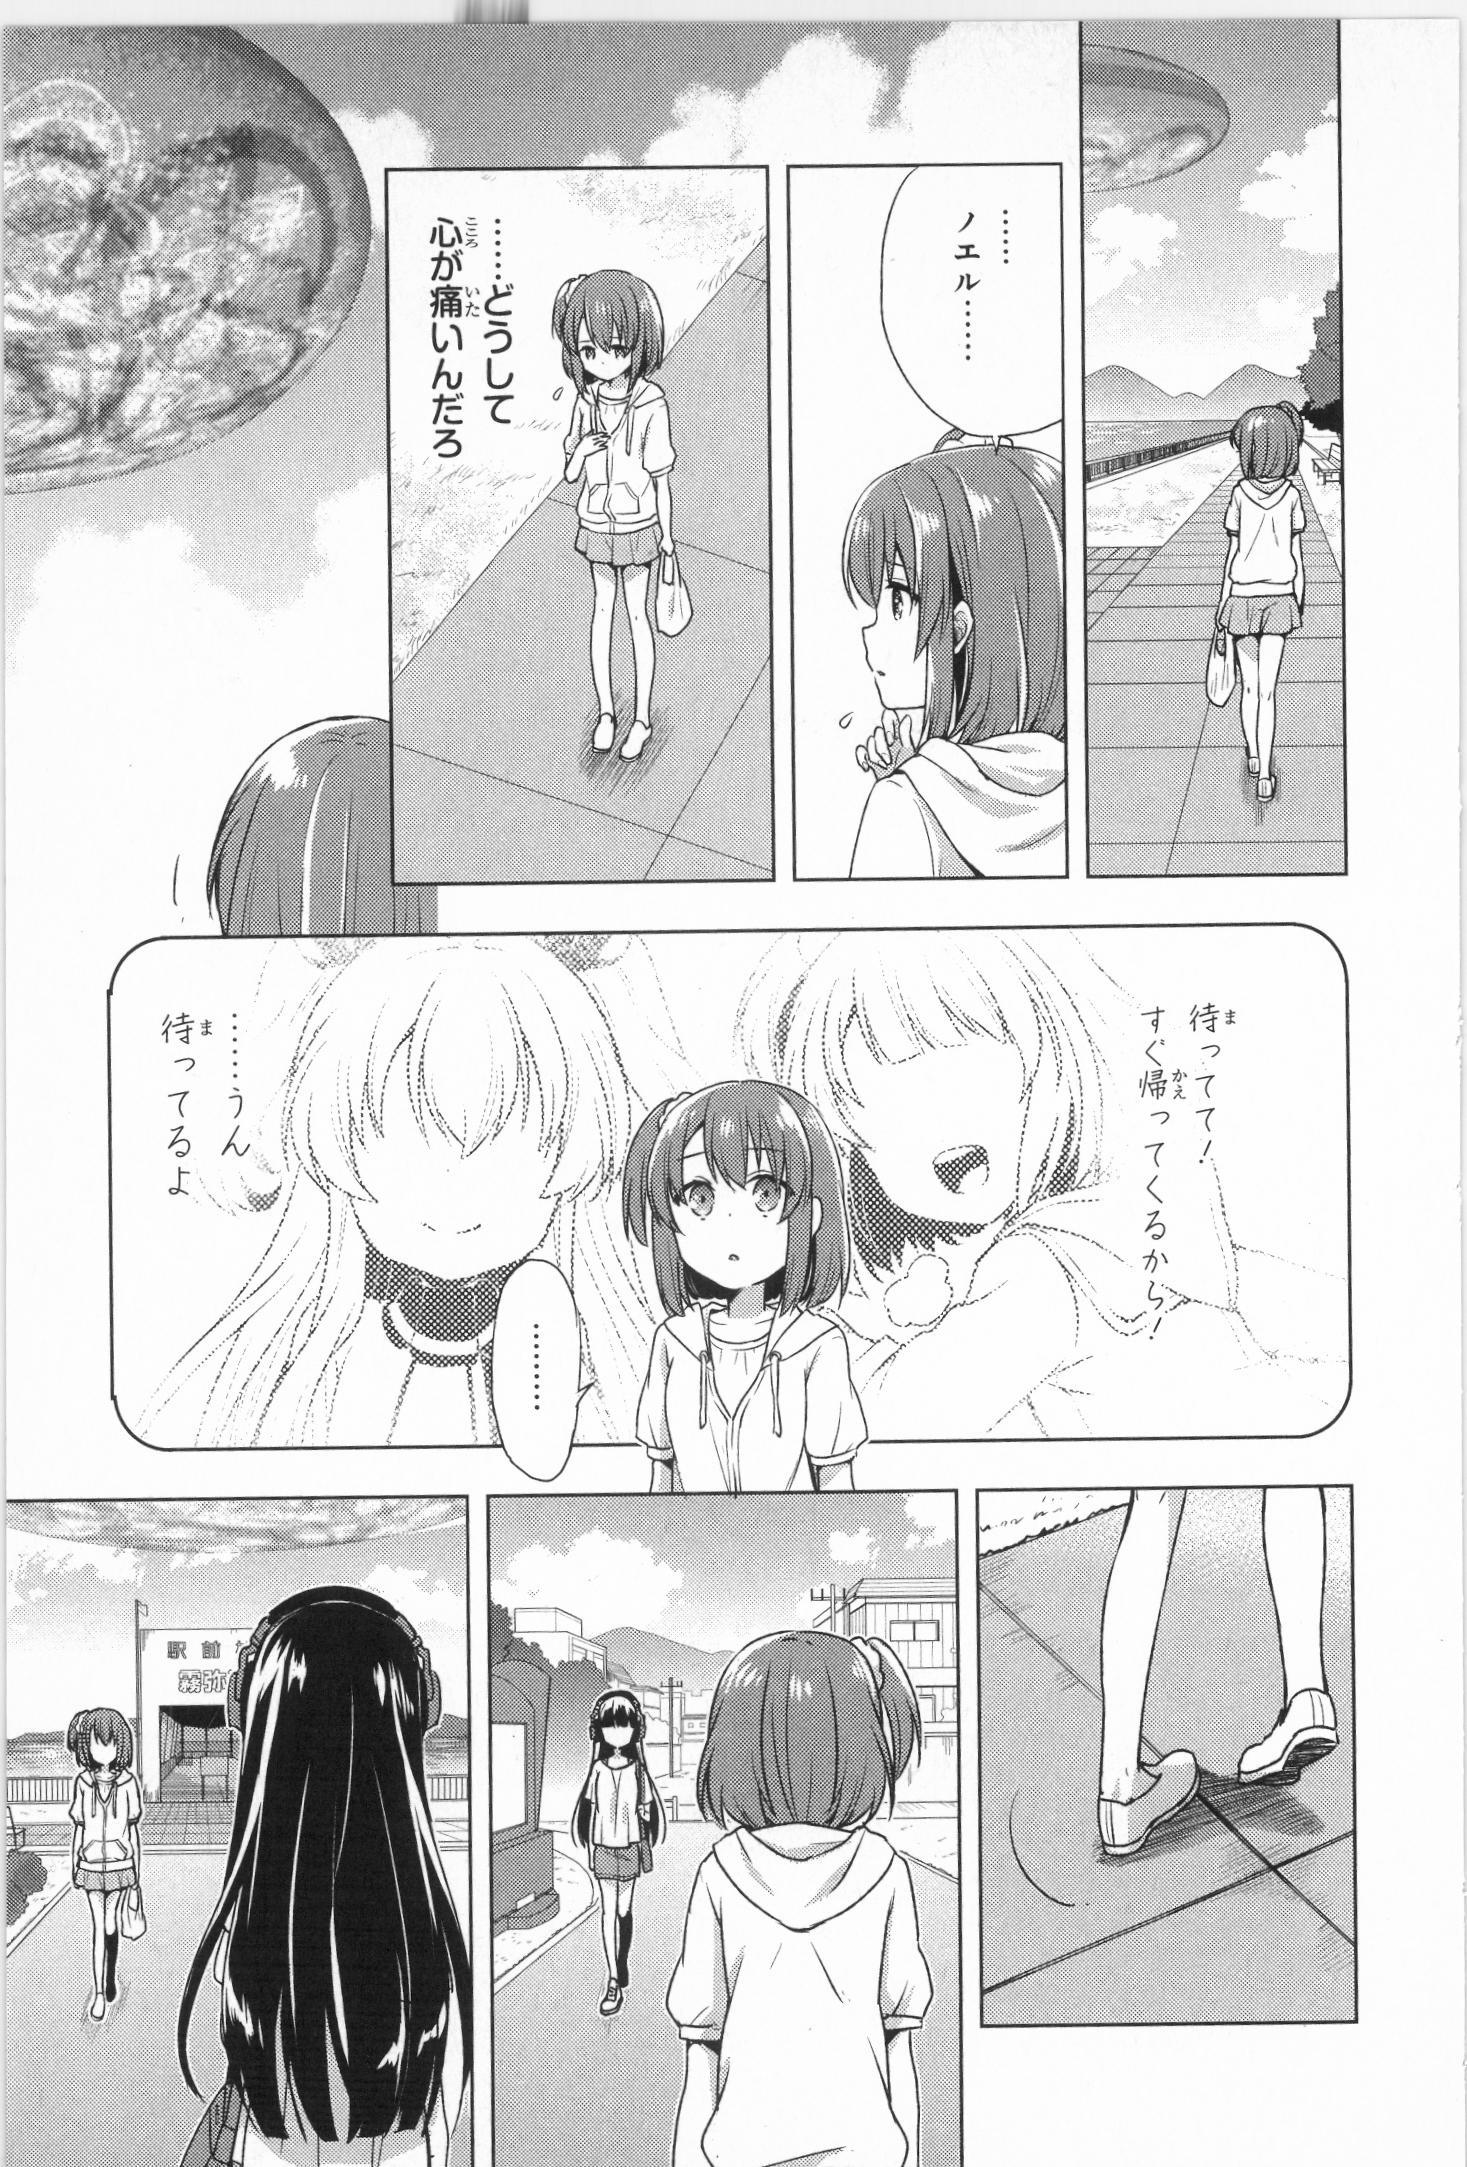 ……
ノエル……
……どうして
心が痛いんだろ
待ってて！
すぐ帰ってくるから！
……うん
待ってるよ
………
駅前
霧弥